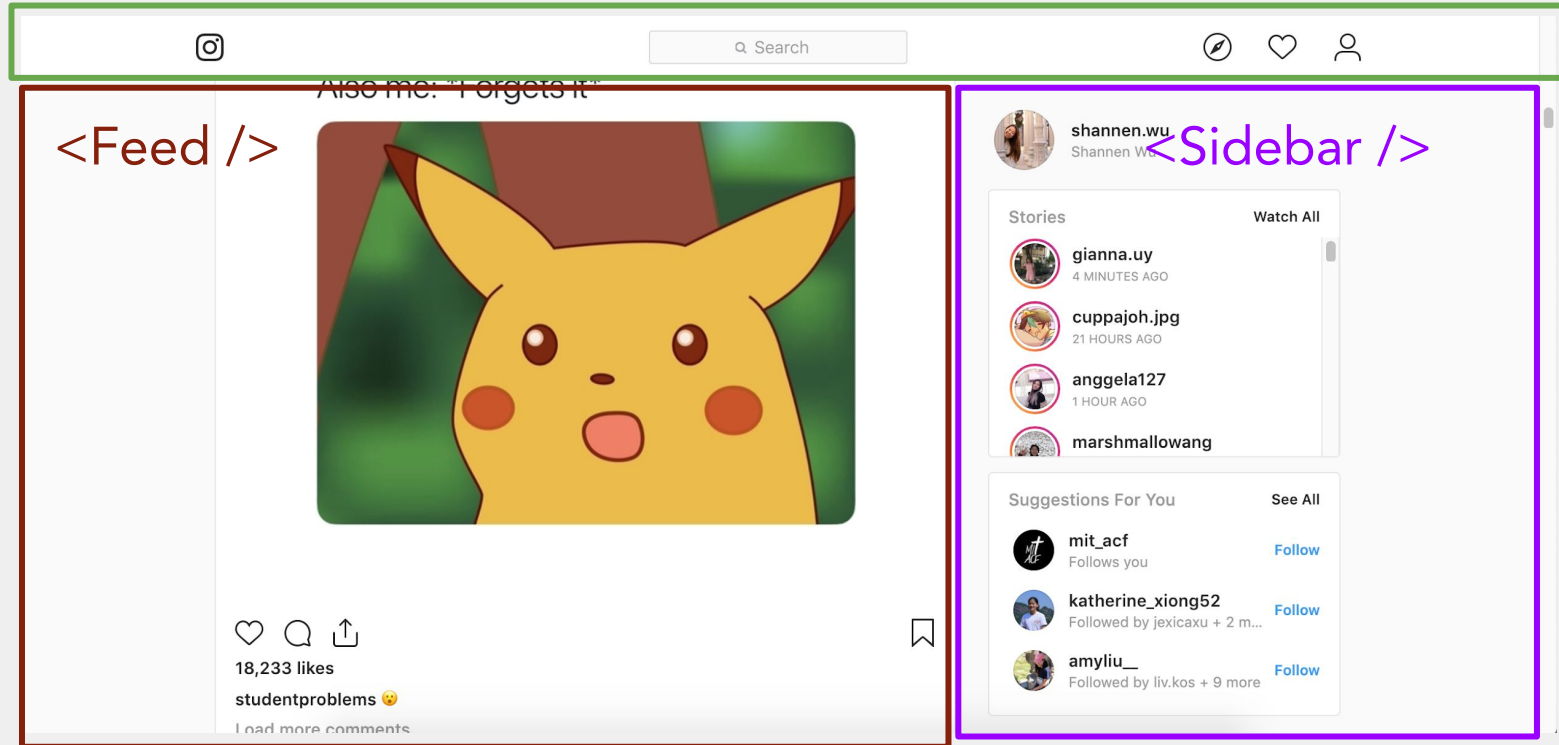 Search
Also me: *Forgets it*
<Feed />
18,233 likes
studentproblems 😮
Load more comments
shannen.wu
Shannen Wu
<Sidebar />
Stories Watch All
gianna.uy
4 MINUTES AGO
cuppajoh.jpg
21 HOURS AGO
anggela127
1 HOUR AGO
marshmallowang
Suggestions For You See All
MIT ACF
mit_acf
Follows you
Follow
katherine_xiong52
Followed by jexicaxu + 2 m...
Follow
amyliu__
Followed by liv.kos + 9 more
Follow